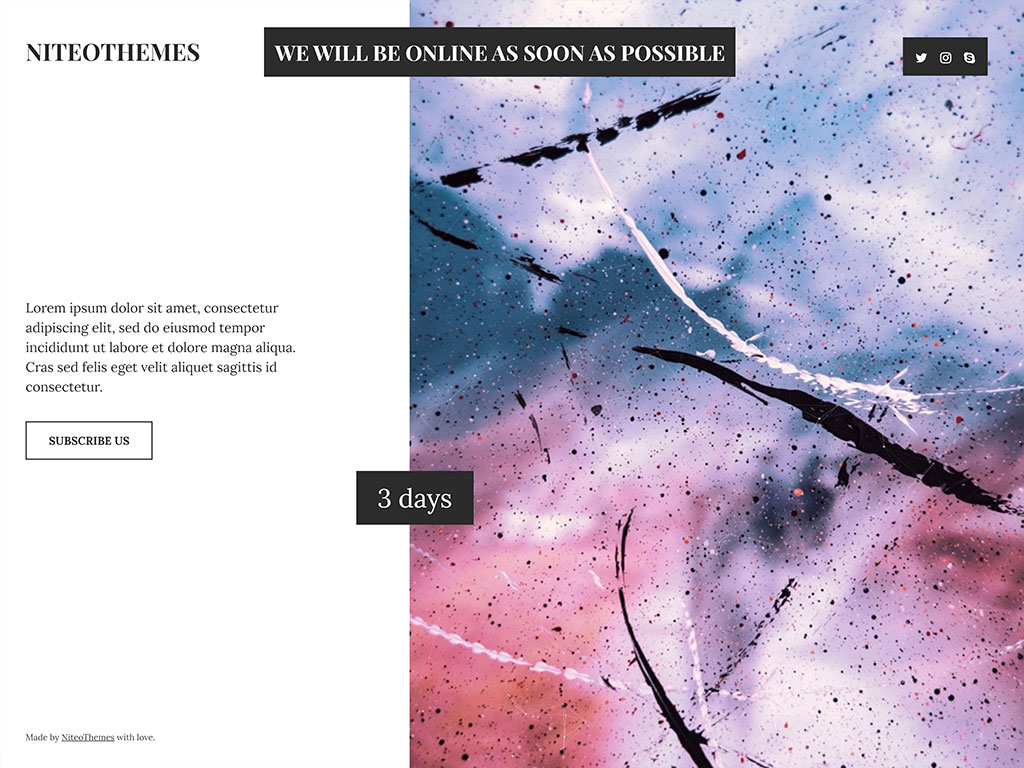 NITEOTHEMES
WE WILL BE ONLINE AS SOON AS POSSIBLE
Lorem ipsum dolor sit amet, consectetur
adipiscing elit, sed do eiusmod tempor
incididunt ut labore et dolore magna aliqua.
Cras sed felis eget velit aliquet sagittis id
consectetur.
SUBSCRIBE US
3 days
Made by NiteoThemes with love.